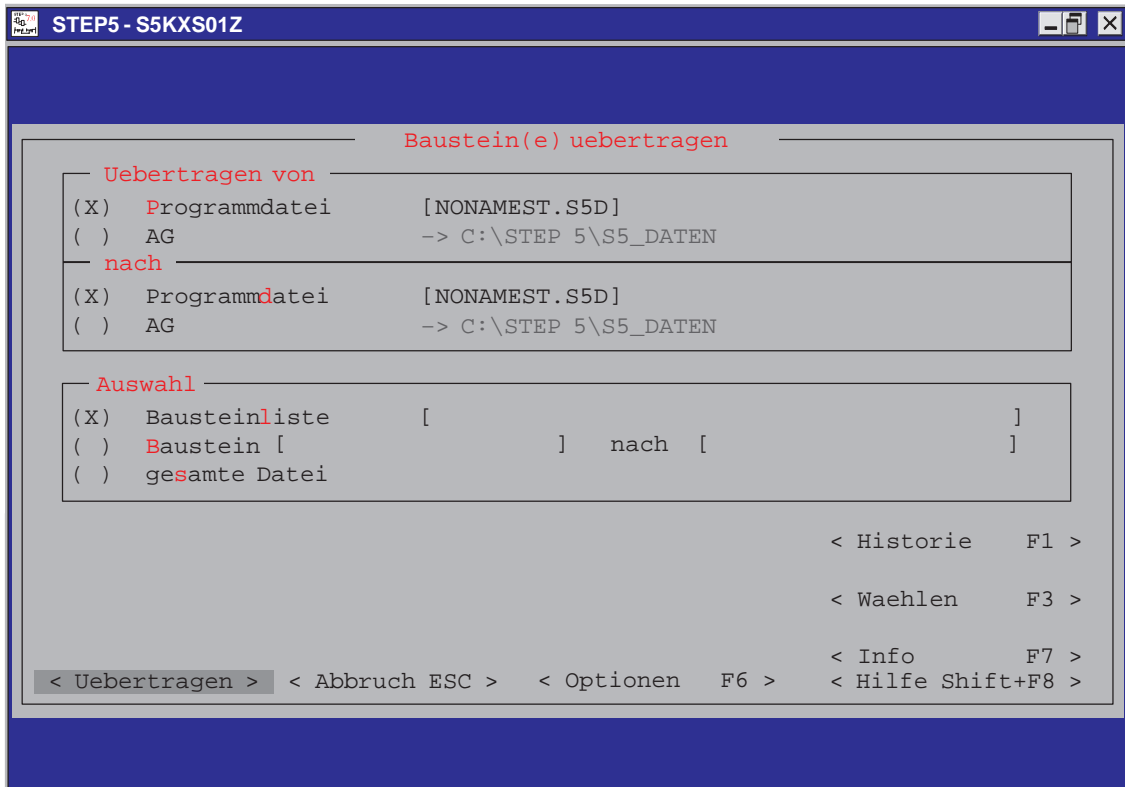 STEP5 - S5KXS01Z
Baustein(e) uebertragen
Uebertragen von
(X) Programmdatei [NONAMEST.S5D]
( ) AG -> C:\STEP 5\S5_DATEN
nach
(X) Programmdatei [NONAMEST.S5D]
( ) AG -> C:\STEP 5\S5_DATEN
Auswahl
(X) Bausteinliste [ ]
( ) Baustein [ ] nach [ ]
( ) gesamte Datei
< Historie F1 >
< Waehlen F3 >
< Info F7 >
< Uebertragen > < Abbruch ESC > < Optionen F6 > < Hilfe Shift+F8 >